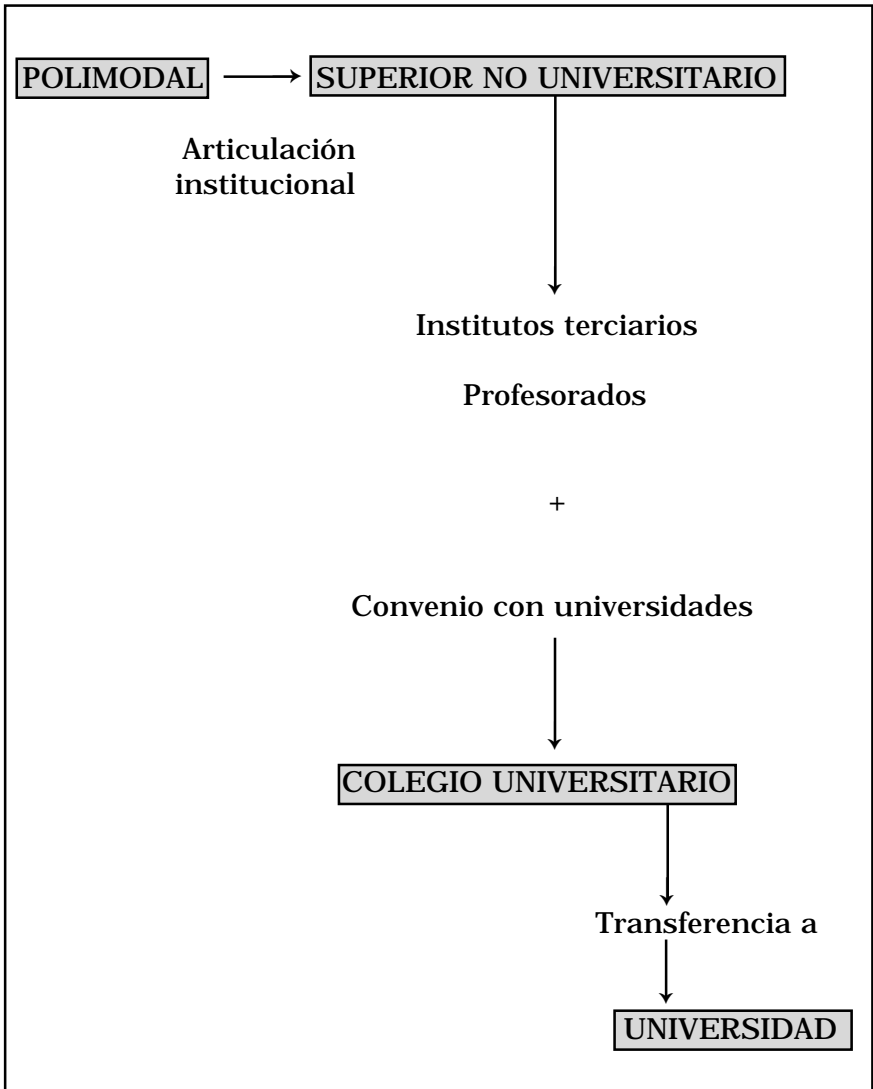 POLIMODAL
SUPERIOR NO UNIVERSITARIO
Articulación
institucional
Institutos terciarios
Profesorados
+
Convenio con universidades
COLEGIO UNIVERSITARIO
Transferencia a
UNIVERSIDAD